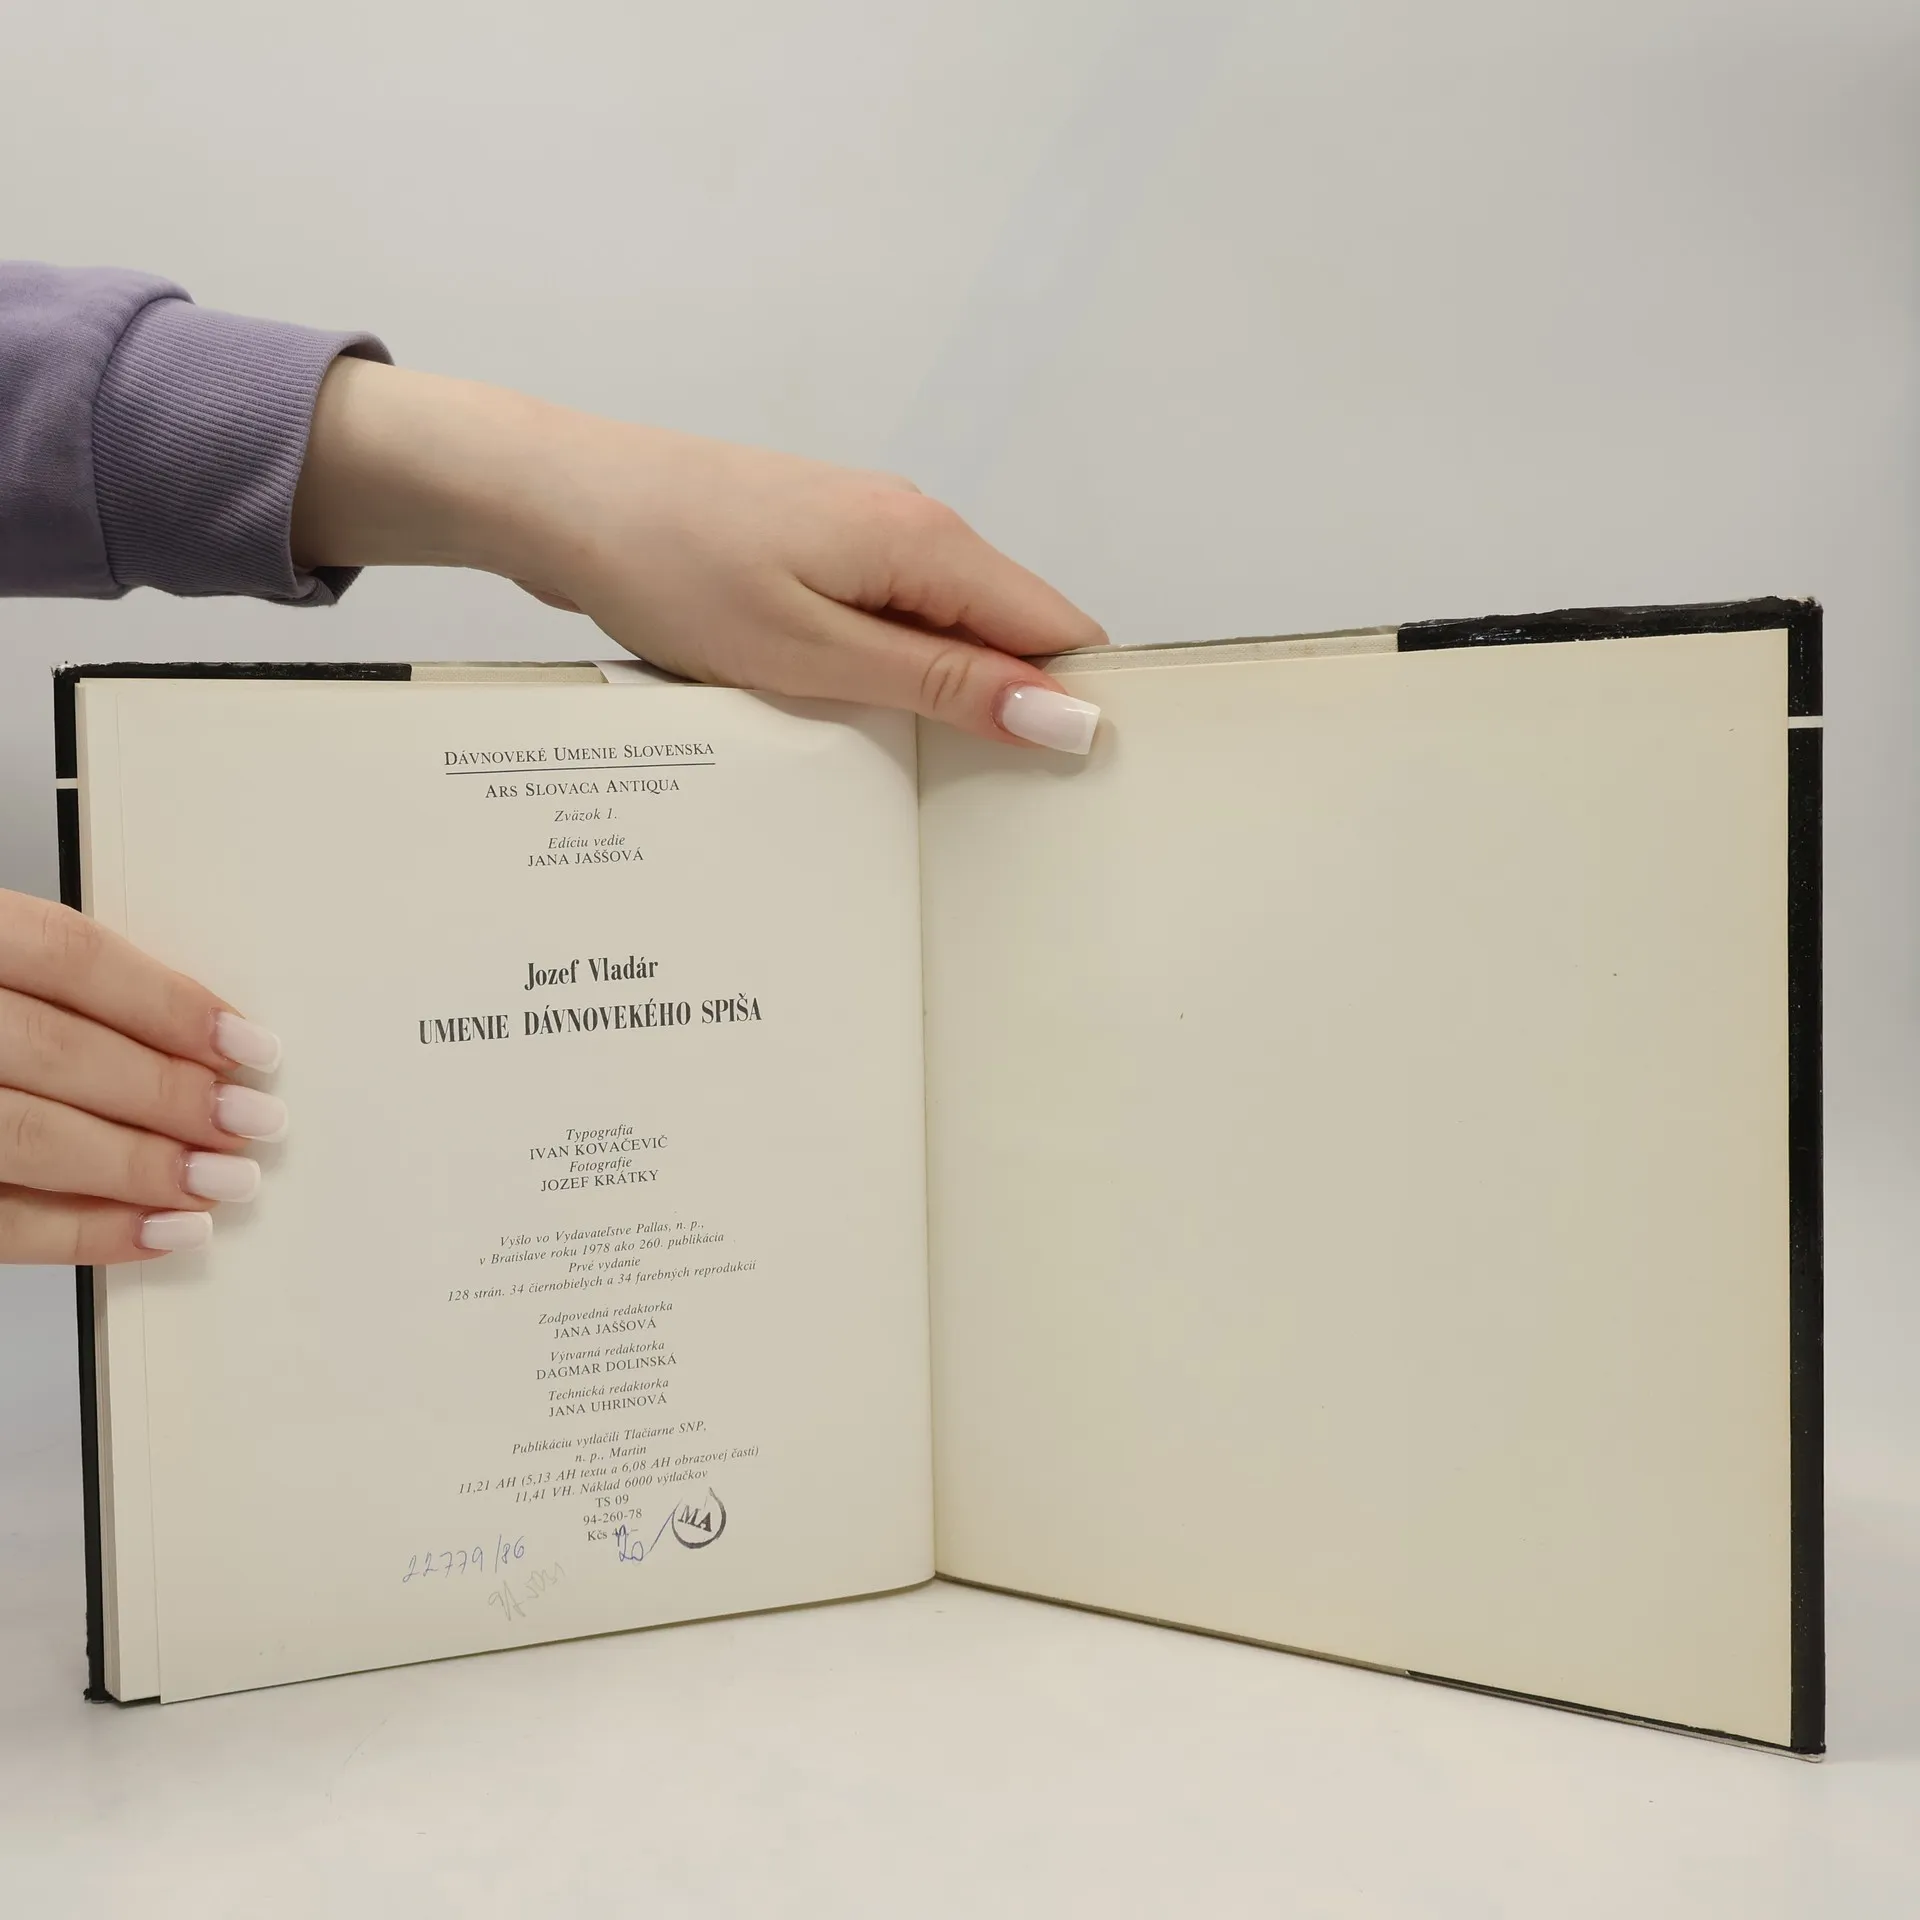 DÁVNOVEKÉ UMENIE SLOVENSKA
ARS SLOVACA ANTIQUA
Zväzok 1.
Edíciu vedie
JANA JAŠŠOVÁ
Jozef Vladár
UMENIE DÁVNOVEKÉHO SPIŠA
Typografia
IVAN KOVAČEVIČ
Fotografie
JOZEF KRÁTKY
Vyšlo vo Vydavateľstve Pallas, n. p.,
v Bratislave roku 1978 ako 260. publikácia
Prvé vydanie
128 strán. 34 čiernobielych a 34 farebných reprodukcií
Zodpovedná redaktorka
JANA JAŠŠOVÁ
Výtvarná redaktorka
DAGMAR DOLINSKÁ
Technická redaktorka
JANA UHRINOVÁ
Publikáciu vytlačili Tlačiarne SNP,
n. p., Martin
11,21 AH (5,13 AH textu a 6,08 AH obrazovej časti)
11,41 VH. Náklad 6000 výtlačkov
TS 09
94-260-78
Kčs
MA
22779/86